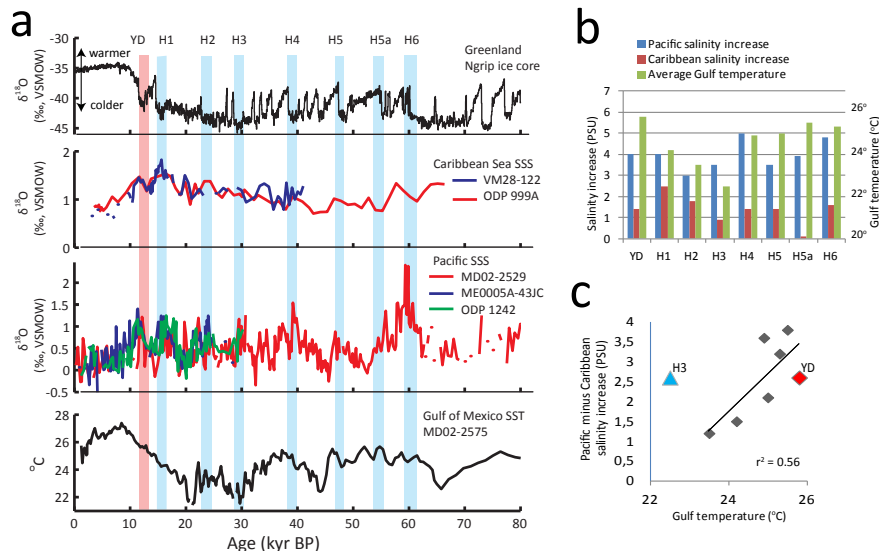 a
YD H1 H2 H3 H4 H5 H5a H6
-30
-35
-40
-45
δ¹⁸O
(‰, VSMOW)
warmer
colder
Greenland
Ngrip ice core
2
1
0
δ¹⁸O
(‰, VSMOW)
Caribbean Sea SSS
VM28-122
ODP 999A
2.5
1.5
1
0.5
0
-0.5
δ¹⁸O
(‰, VSMOW)
Pacific SSS
MD02-2529
ME0005A-43JC
ODP 1242
28
26
24
22
°C
Gulf of Mexico SST
MD02-2575
0 10 20 30 40 50 60 70 80
Age (kyr BP)
b
Pacific salinity increase
Caribbean salinity increase
Average Gulf temperature
7
6
5
4
3
2
1
0
Salinity increase (PSU)
26°
24°
22°
20°
Gulf temperature (°C)
YD H1 H2 H3 H4 H5 H5a H6
c
4
3,5
3
2,5
2
1,5
1
0,5
0
Pacific minus Caribbean
salinity increase (PSU)
H3
YD
r² = 0.56
22 24 26
Gulf temperature (°C)